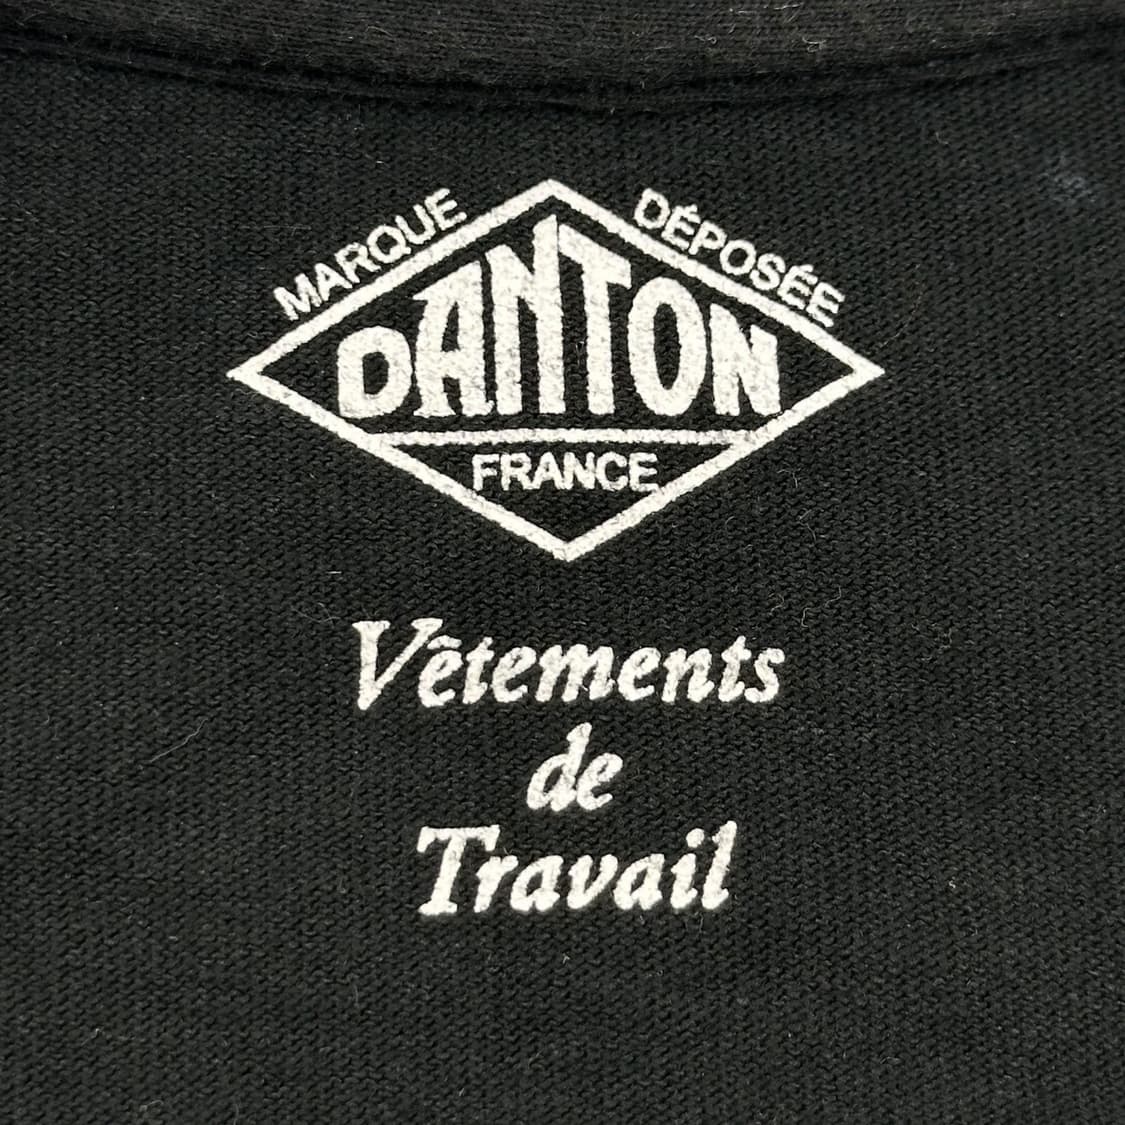 MARQUE DÉPOSÉE
DANTON
FRANCE
Vêtements
de
Travail